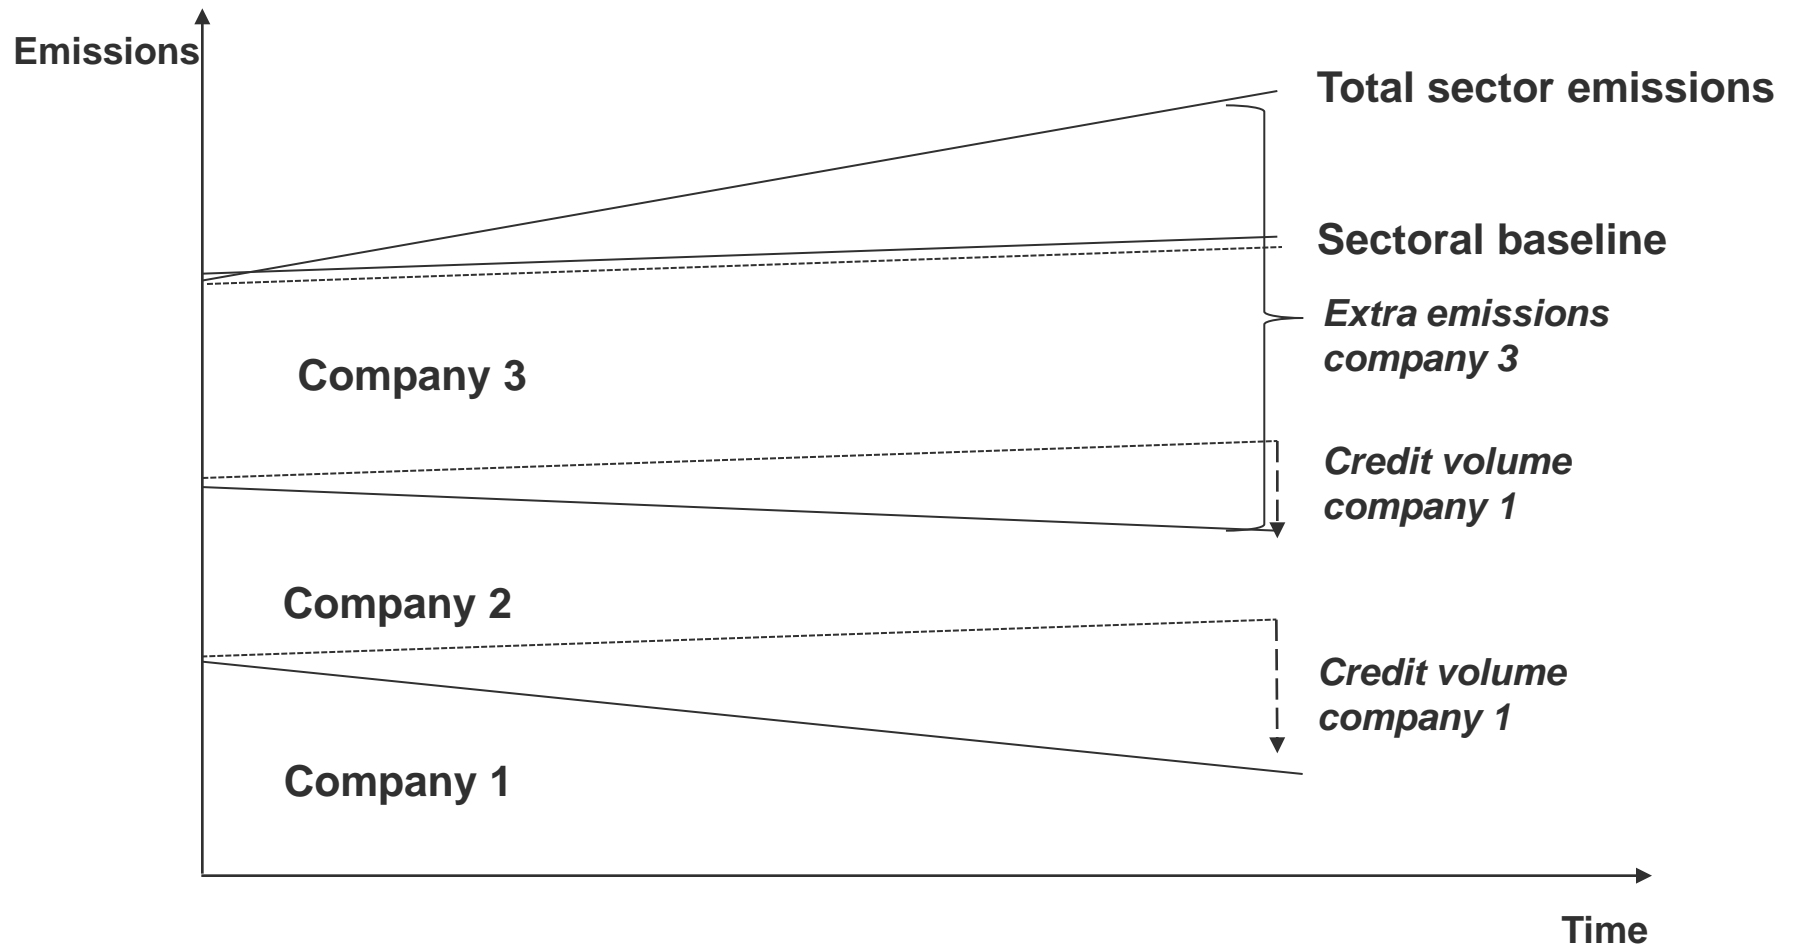 Emissions
Total sector emissions
Sectoral baseline
Extra emissions
company 3
Company 3
Credit volume
company 1
Company 2
Credit volume
company 1
Company 1
Time